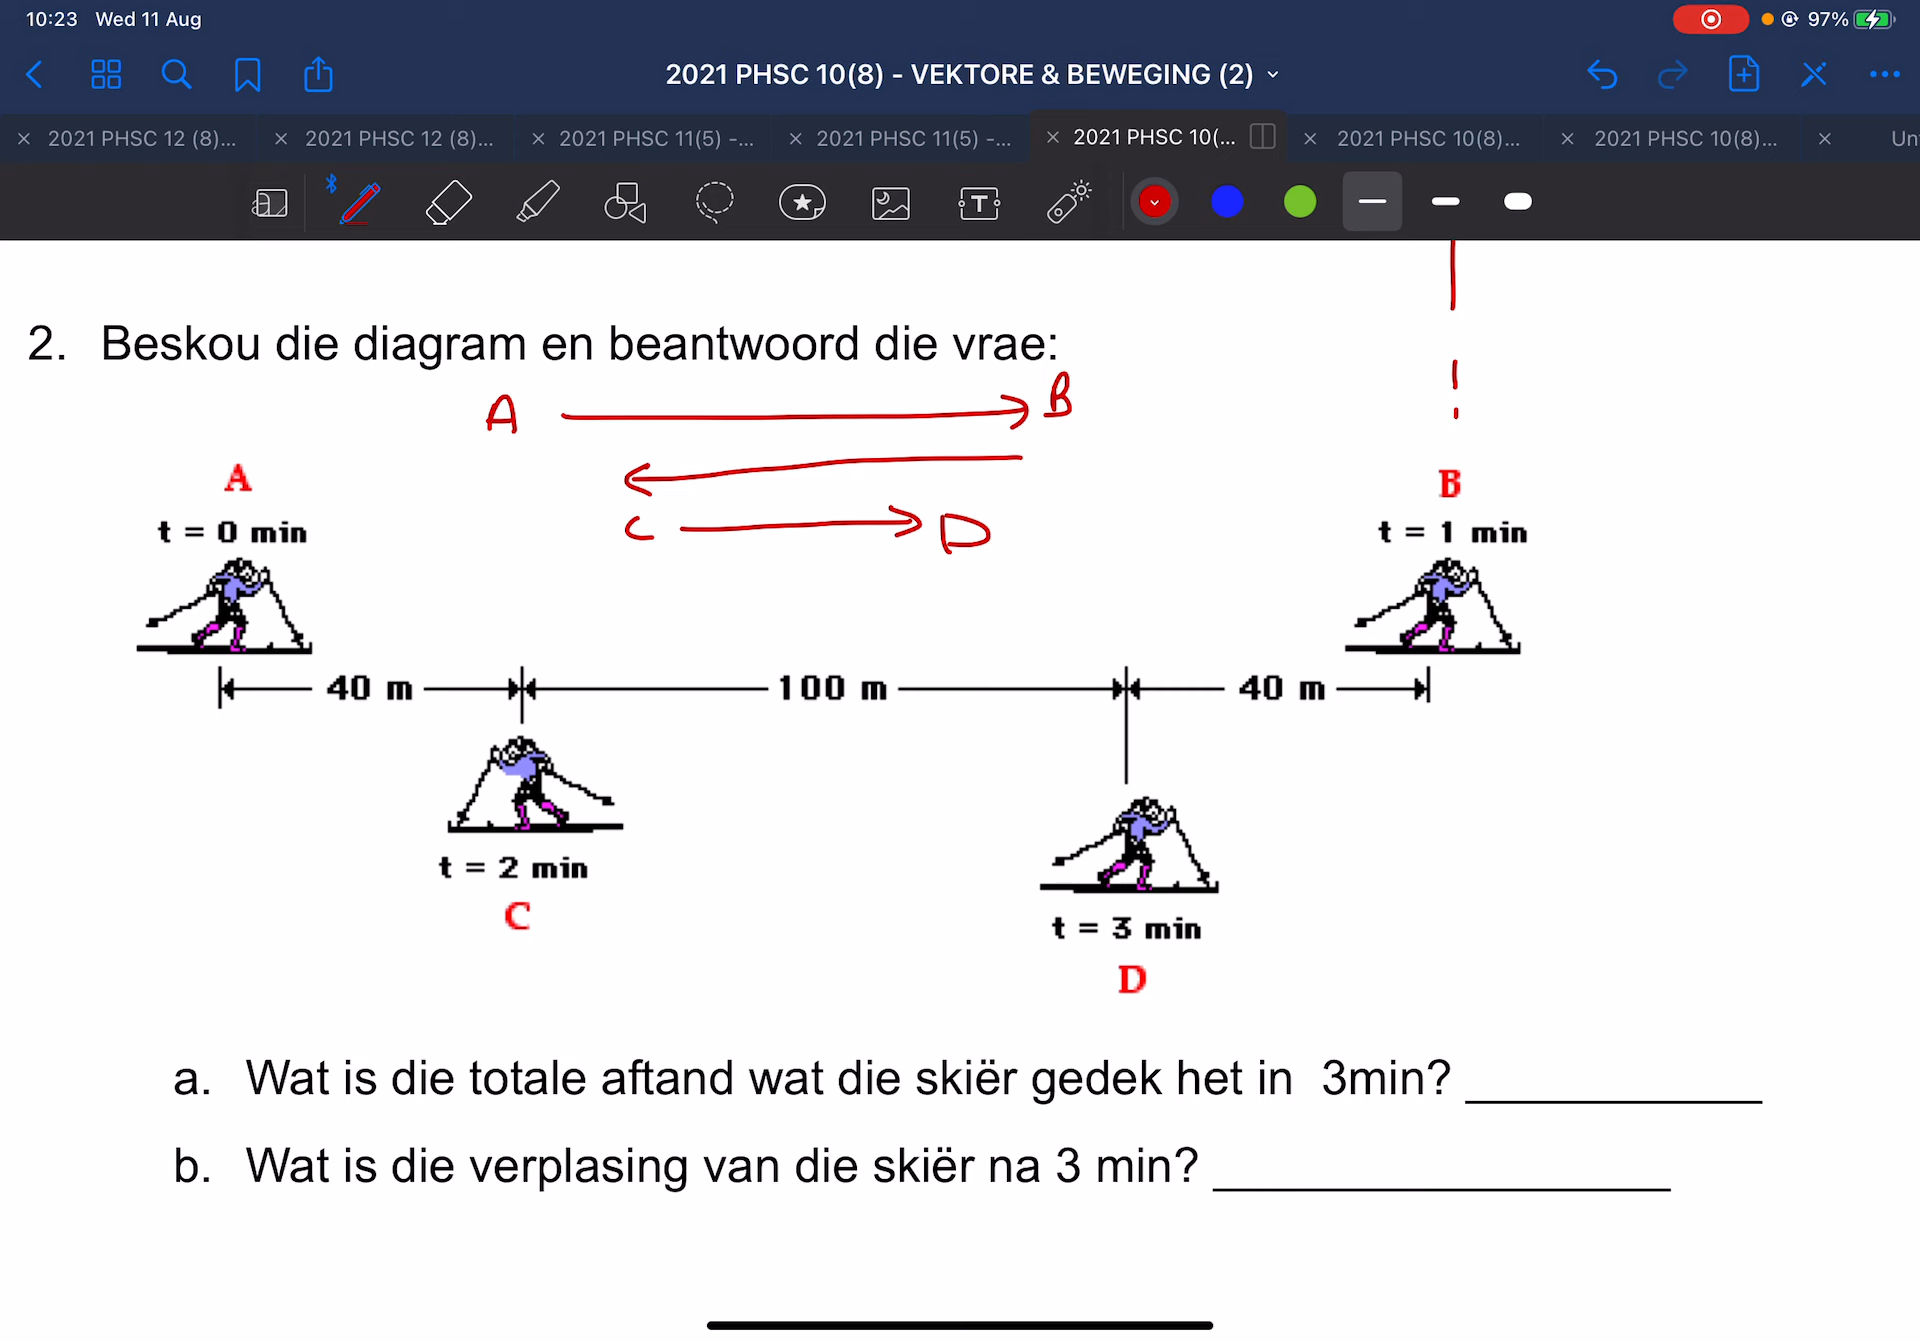 10:23 Wed 11 Aug
97%
2021 PHSC 10(8) - VEKTORE & BEWEGING (2)
2021 PHSC 12 (8)... 2021 PHSC 12 (8)... 2021 PHSC 11(5) -... 2021 PHSC 11(5) -... 2021 PHSC 10(... 2021 PHSC 10(8)... 2021 PHSC 10(8)... Un
T
2. Beskou die diagram en beantwoord die vrae:
A B
C D
A B
t = 0 min t = 1 min
40 m 100 m 40 m
t = 2 min
C
t = 3 min
D
a. Wat is die totale aftand wat die skiër gedek het in 3min?
b. Wat is die verplasing van die skiër na 3 min?